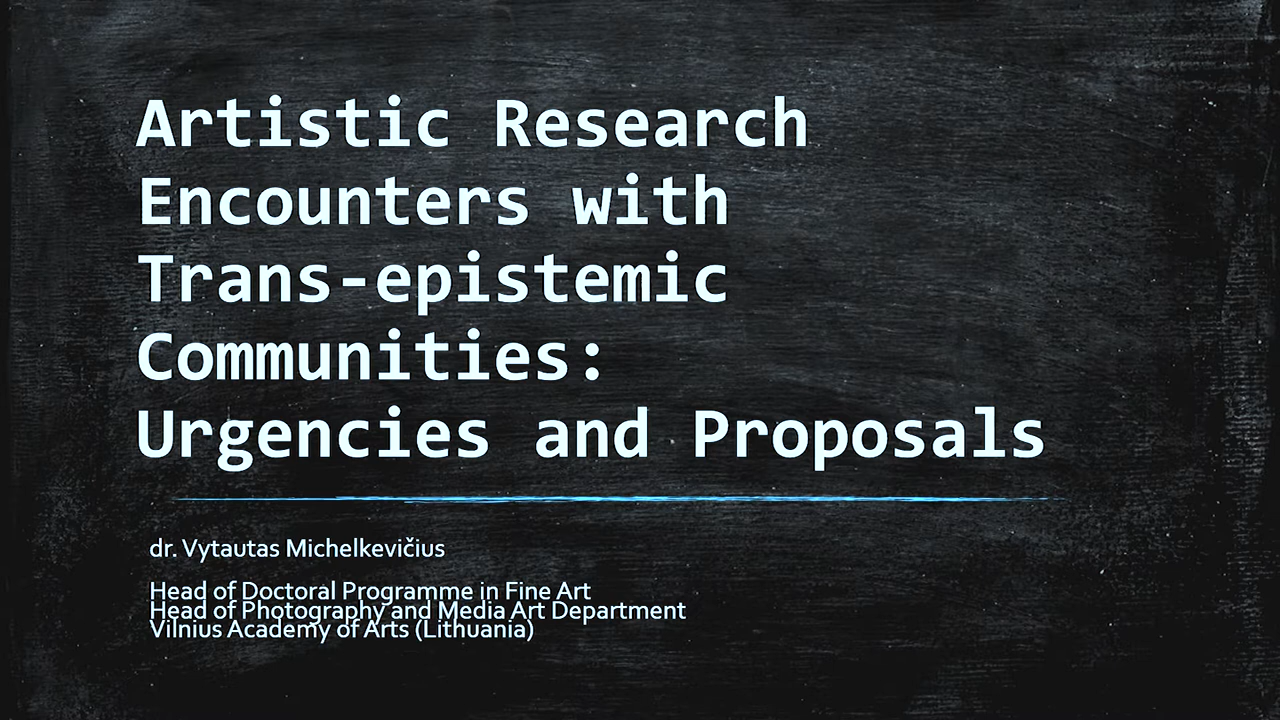 Artistic Research
Encounters with
Trans-epistemic
Communities:
Urgencies and Proposals
dr. Vytautas Michelkevičius
Head of Doctoral Programme in Fine Art
Head of Photography and Media Art Department
Vilnius Academy of Arts (Lithuania)